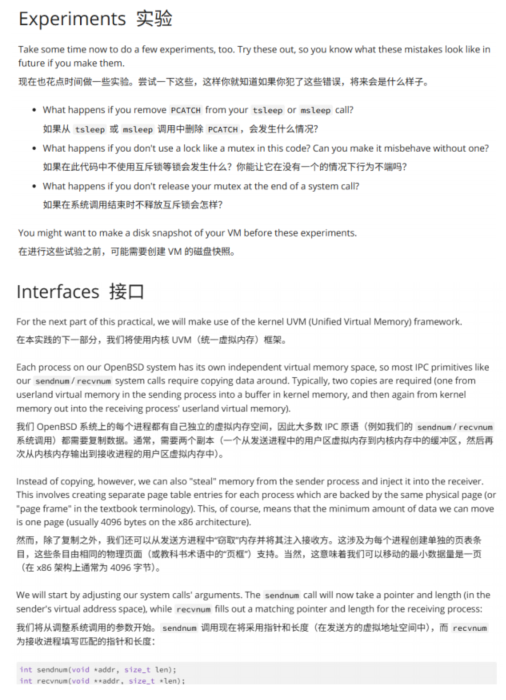 Experiments 实验
Take some time now to do a few experiments, too. Try these out, so you know what these mistakes look like in
future if you make them.
现在也花点时间做一些实验。尝试一下这些，这样你就知道如果你犯了这些错误，将来会是什么样子。
• What happens if you remove PCATCH from your tsleep or msleep call?
如果从 tsleep 或 msleep 调用中删除 PCATCH，会发生什么情况？
• What happens if you don't use a lock like a mutex in this code? Can you make it misbehave without one?
如果在此代码中不使用互斥锁等锁会发生什么？你能让它在没有一个的情况下行为不端吗？
• What happens if you don't release your mutex at the end of a system call?
如果在系统调用结束时不释放互斥锁会怎样？
You might want to make a disk snapshot of your VM before these experiments.
在进行这些试验之前，可能需要创建 VM 的磁盘快照。
Interfaces 接口
For the next part of this practical, we will make use of the kernel UVM (Unified Virtual Memory) framework.
在本实践的下一部分，我们将使用内核 UVM（统一虚拟内存）框架。
Each process on our OpenBSD system has its own independent virtual memory space, so most IPC primitives like
our sendnum/recvnum system calls require copying data around. Typically, two copies are required (one from
userland virtual memory in the sending process into a buffer in kernel memory, and then again from kernel
memory out into the receiving process' userland virtual memory).
我们 OpenBSD 系统上的每个进程都有自己独立的虚拟内存空间，因此大多数 IPC 原语（例如我们的 sendnum/recvnum
系统调用）都需要复制数据。通常，需要两个副本（一个从发送进程中的用户区虚拟内存到内核内存中的缓冲区，然后再
次从内核内存输出到接收进程的用户区虚拟内存中）。
Instead of copying, however, we can also "steal" memory from the sender process and inject it into the receiver.
This involves creating separate page table entries for each process which are backed by the same physical page (or
"page frame" in the textbook terminology). This, of course, means that the minimum amount of data we can move
is one page (usually 4096 bytes on the x86 architecture).
然而，除了复制之外，我们还可以从发送方进程中“窃取”内存并将其注入接收方。这涉及为每个进程创建单独的页表条
目，这些条目由相同的物理页面（或教科书术语中的“页框”）支持。当然，这意味着我们可以移动的最小数据量是一页
（在 x86 架构上通常为 4096 字节）。
We will start by adjusting our system calls' arguments. The sendnum call will now take a pointer and length (in the
sender's virtual address space), while recvnum fills out a matching pointer and length for the receiving process:
我们将从调整系统调用的参数开始。sendnum 调用现在将采用指针和长度（在发送方的虚拟地址空间中），而 recvnum
为接收进程填写匹配的指针和长度：
int sendnum(void *addr, size_t len);
int recvnum(void **addr, size_t *len);